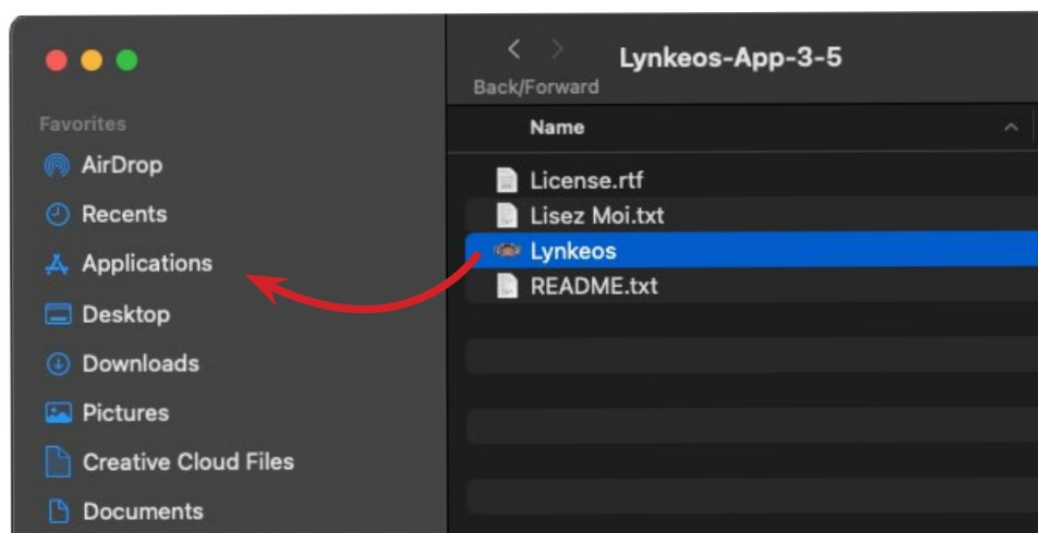 Lynkeos-App-3-5
Back/Forward
Favorites
AirDrop
Recents
Applications
Desktop
Downloads
Pictures
Creative Cloud Files
Documents
Name
License.rtf
Lisez Moi.txt
Lynkeos
README.txt